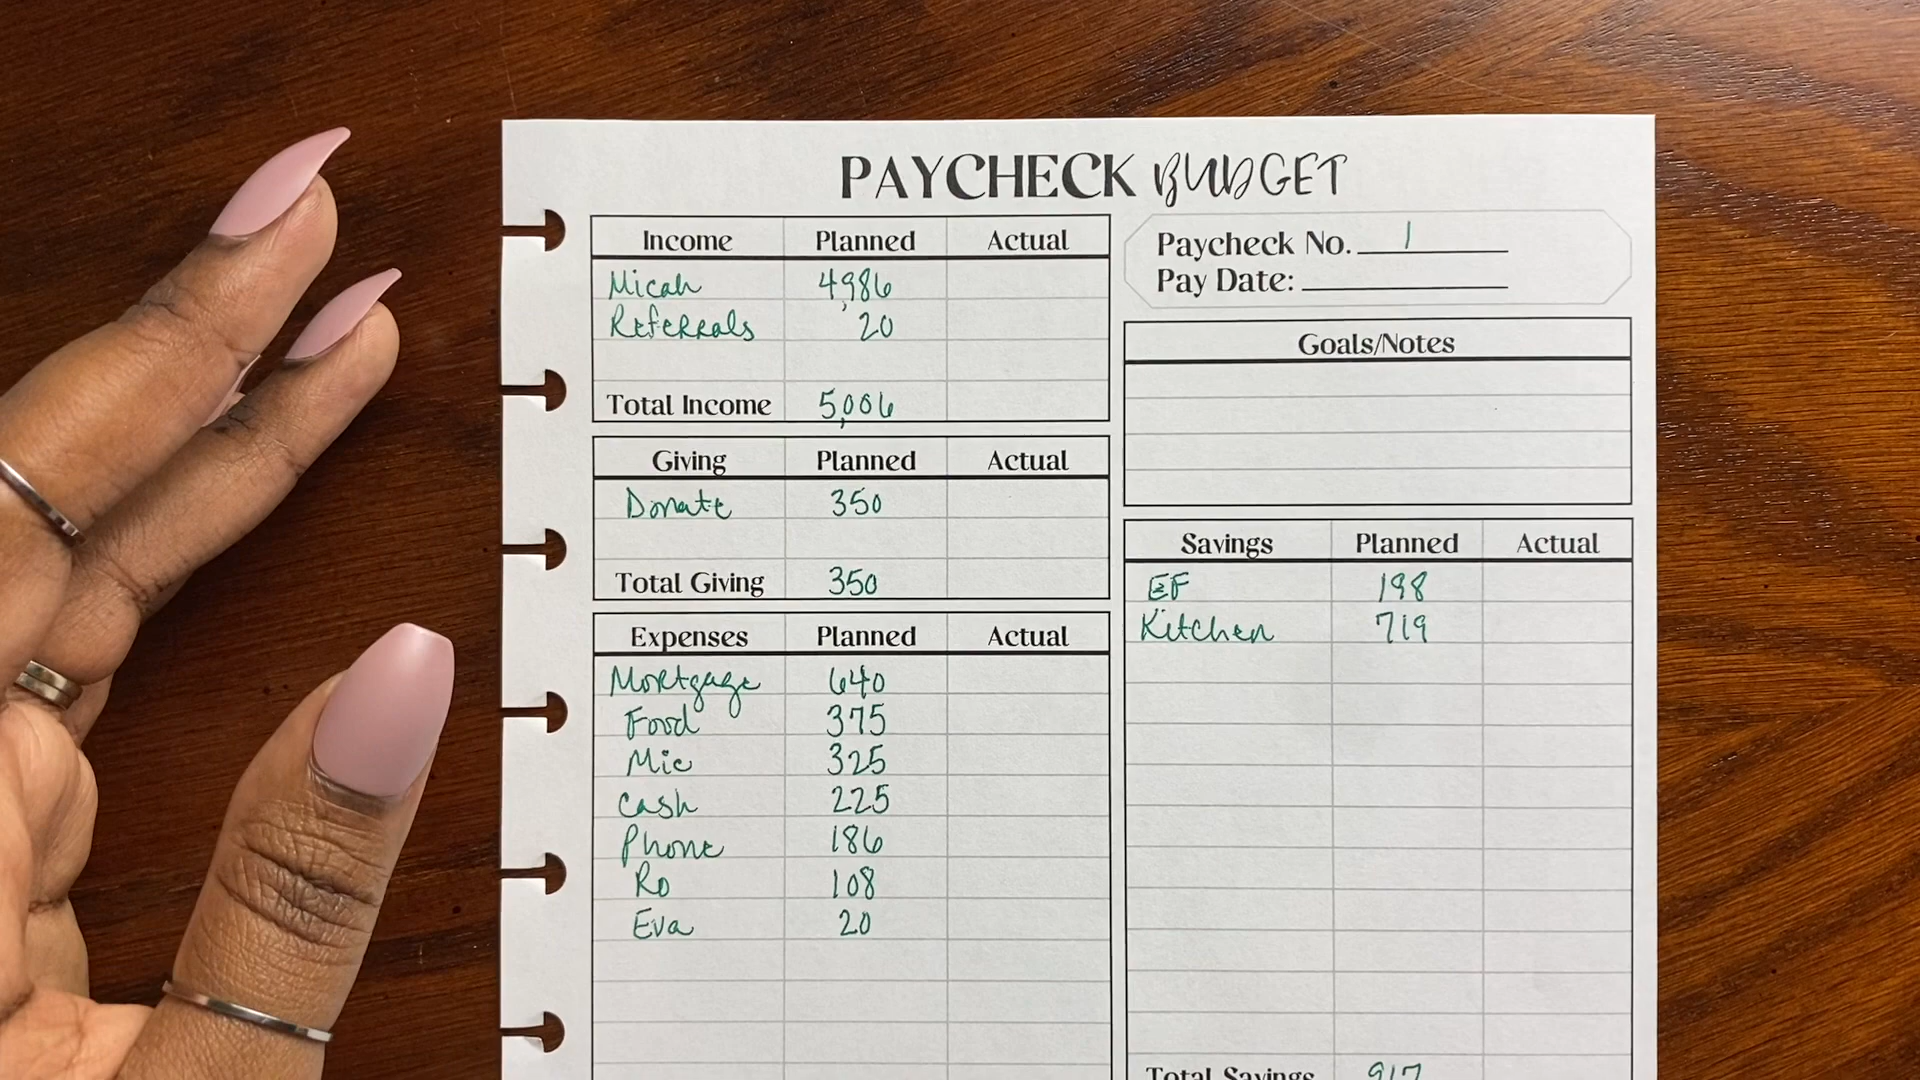 PAYCHECK BUDGET
Income Planned Actual
Micah 4,986
Referrals 20
Total Income 5,006
Giving Planned Actual
Donate 350
Total Giving 350
Expenses Planned Actual
Mortgage 640
Food 375
Mic 325
Cash 225
Phone 186
Ro 108
Eva 20
Paycheck No. 1
Pay Date:
Goals/Notes
Savings Planned Actual
EF 198
Kitchen 719
Total Savings 917